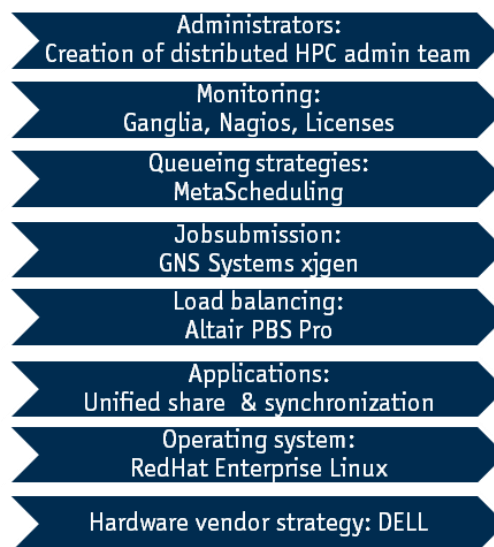 Administrators:
Creation of distributed HPC admin team
Monitoring:
Ganglia, Nagios, Licenses
Queueing strategies:
MetaScheduling
Jobsubmission:
GNS Systems xjgen
Load balancing:
Altair PBS Pro
Applications:
Unified share & synchronization
Operating system:
RedHat Enterprise Linux
Hardware vendor strategy: DELL